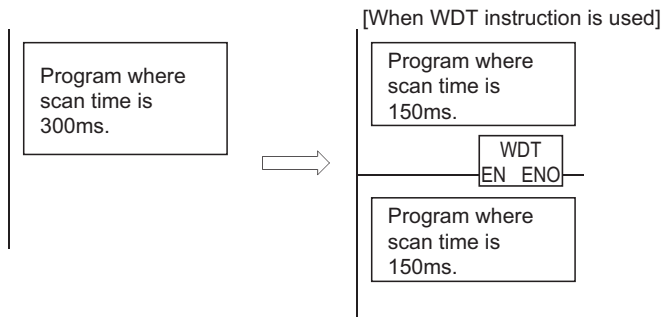 [When WDT instruction is used]
Program where
scan time is
300ms.
Program where
scan time is
150ms.
WDT
EN ENO
Program where
scan time is
150ms.